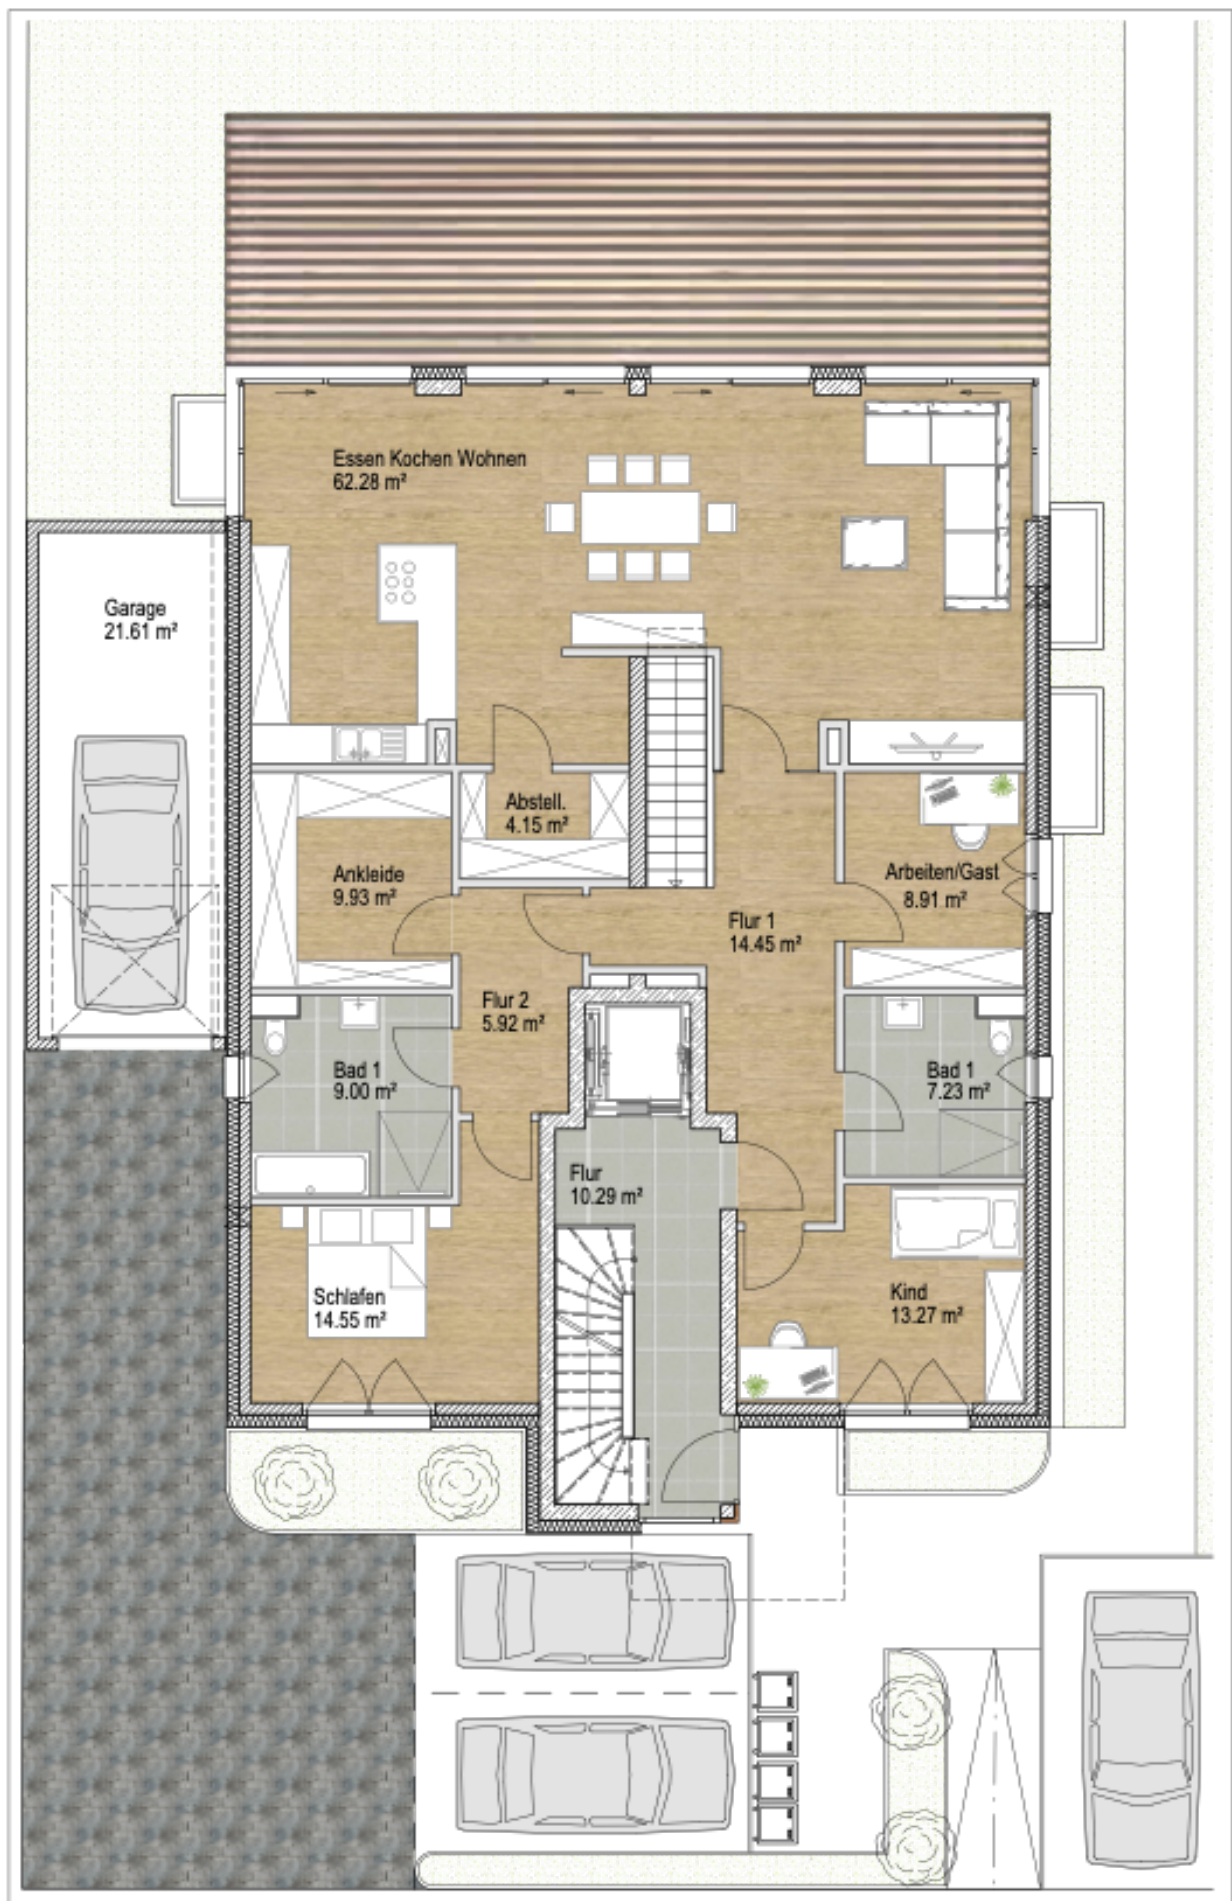 Essen Kochen Wohnen
62.28 m²
Garage
21.61 m²
Abstell.
4.15 m²
Ankleide
9.93 m²
Arbeiten/Gast
8.91 m²
Flur 1
14.45 m²
Flur 2
5.92 m²
Bad 1
9.00 m²
Bad 1
7.23 m²
Flur
10.29 m²
Schlafen
14.55 m²
Kind
13.27 m²